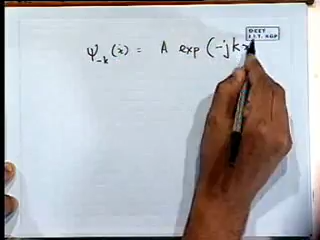 ψ₋ₖ(x) = A exp (-jkx
DEET
I.I.T. KGP